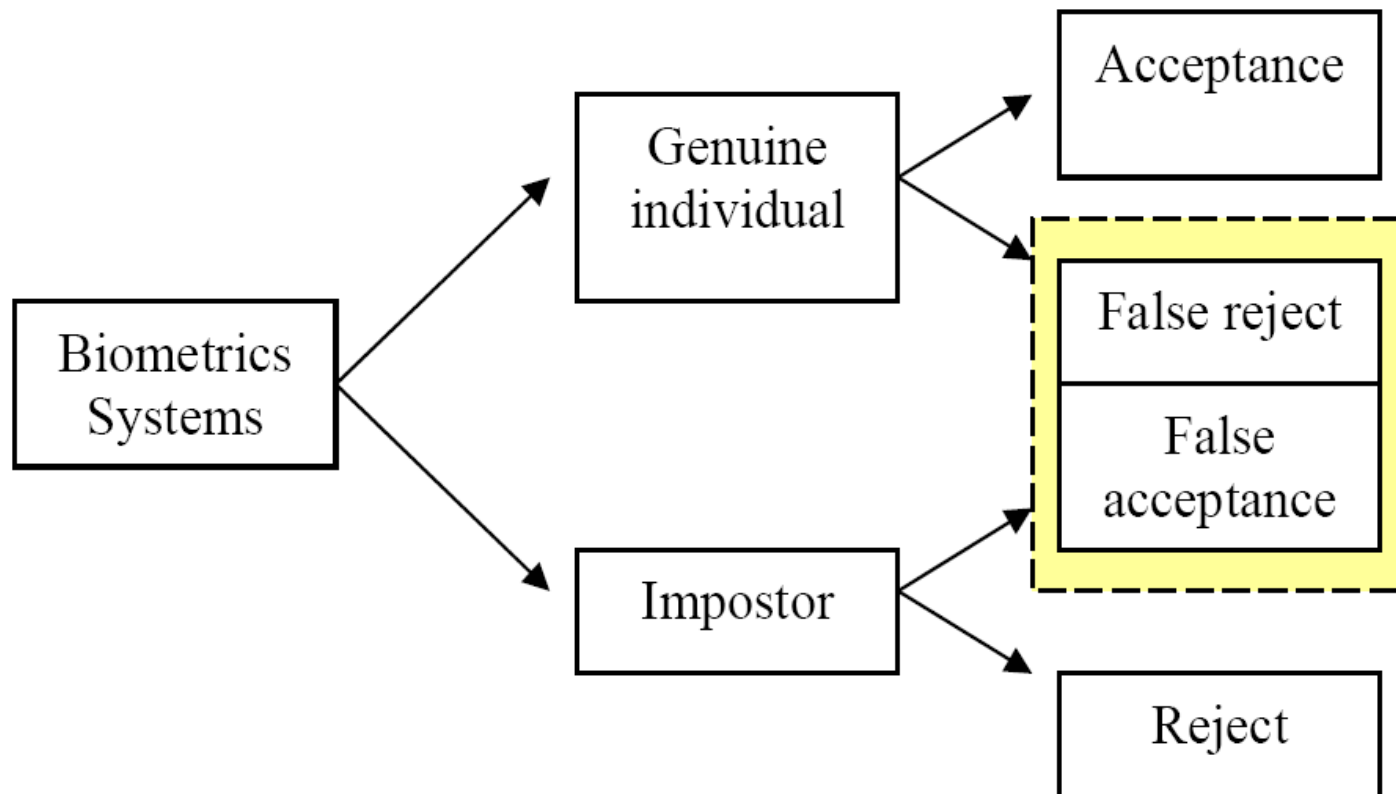 Biometrics
Systems
Genuine
individual
Impostor
Acceptance
False reject
False
acceptance
Reject